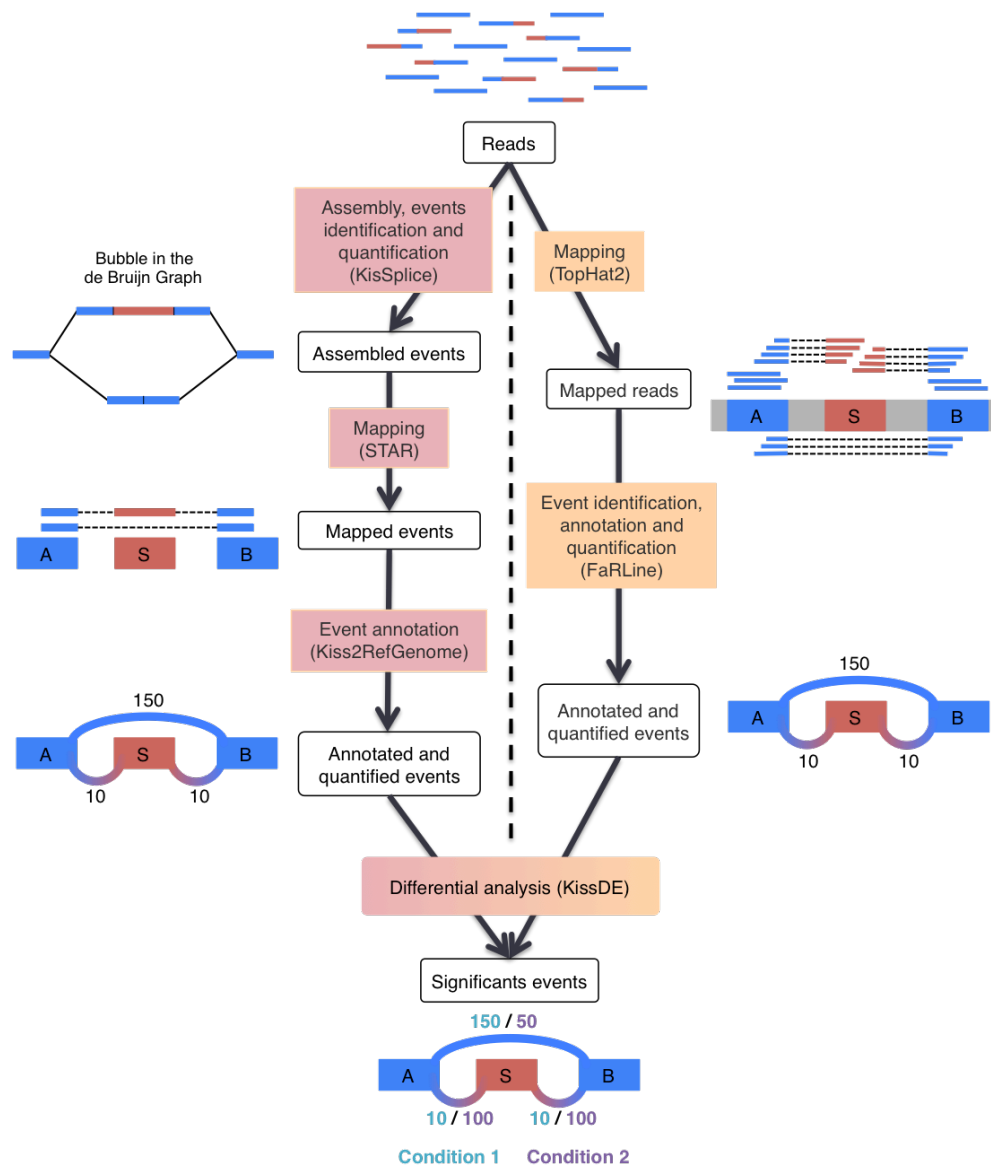 Reads
Assembly, events
identification and
quantification
(KisSplice)
Mapping
(TopHat2)
Bubble in the
de Bruijn Graph
Assembled events
Mapped reads
A
S
B
Mapping
(STAR)
Event identification,
annotation and
quantification
(FaRLine)
Mapped events
A
S
B
Event annotation
(Kiss2RefGenome)
150
A
S
B
10
10
Annotated and
quantified events
Annotated and
quantified events
150
A
S
B
10
10
Differential analysis (KissDE)
Significants events
150 / 50
A
S
B
10 / 100
10 / 100
Condition 1
Condition 2